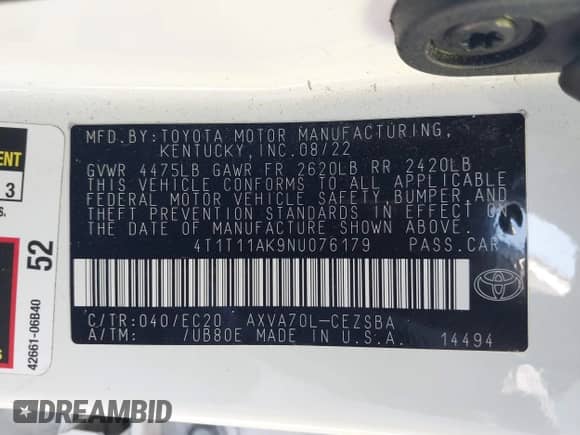 MFD.BY:TOYOTA MOTOR MANUFACTURING,
KENTUCKY, INC.08/22
GVWR 4475LB GAWR FR 2620LB RR 2420LB
THIS VEHICLE CONFORMS TO ALL APPLICABLE
FEDERAL MOTOR VEHICLE SAFETY,BUMPER,AND
THEFT PREVENTION STANDARDS IN EFFECT ON
THE DATE OF MANUFACTURE SHOWN ABOVE.
4T1T11AK9NU076179 PASS.CAR
C/TR:040/EC20 AXVA70L-CEZSBA
A/TM: /UB80E MADE IN U.S.A. 14494
TOYOTA
ENT
3
s.
52
42661-06B40
DREAMBID